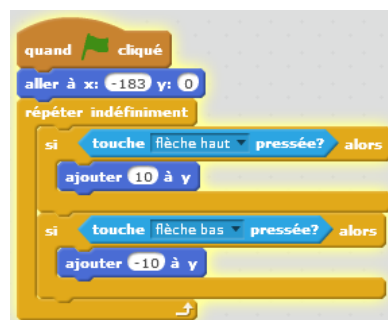 quand cliqué
aller à x: -183 y: 0
répéter indéfiniment
si touche flèche haut pressée? alors
ajouter 10 à y
si touche flèche bas pressée? alors
ajouter -10 à y